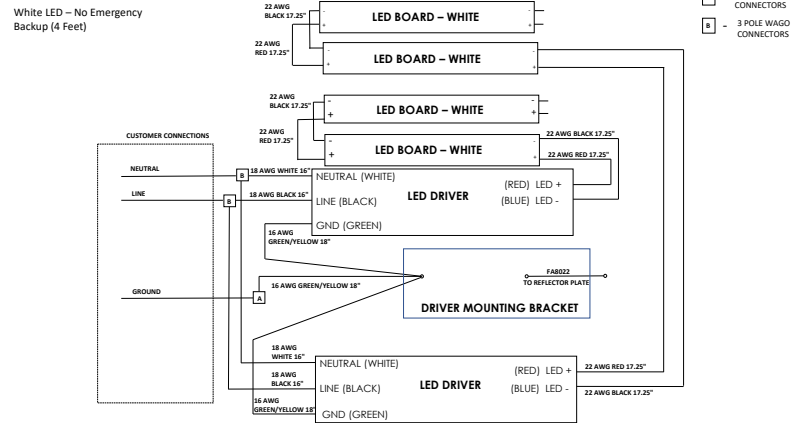 White LED – No Emergency
Backup (4 Feet)
CONNECTORS
B - 3 POLE WAGO
CONNECTORS
22 AWG
BLACK 17.25"
- LED BOARD – WHITE -
+ +
22 AWG
RED 17.25"
- LED BOARD – WHITE -
+ +
22 AWG
BLACK 17.25"
- LED BOARD – WHITE -
+ +
22 AWG
RED 17.25"
- LED BOARD – WHITE -
+ +
22 AWG BLACK 17.25"
22 AWG RED 17.25"
CUSTOMER CONNECTIONS
NEUTRAL
B
18 AWG WHITE 16"
NEUTRAL (WHITE)
(RED) LED +
LINE
B
18 AWG BLACK 16"
LINE (BLACK)
LED DRIVER
(BLUE) LED -
GND (GREEN)
16 AWG
GREEN/YELLOW 18"
GROUND
A
16 AWG GREEN/YELLOW 18"
FA8022
TO REFLECTOR PLATE
DRIVER MOUNTING BRACKET
18 AWG
WHITE 16"
NEUTRAL (WHITE)
(RED) LED +
22 AWG RED 17.25"
18 AWG
BLACK 16"
LINE (BLACK)
LED DRIVER
(BLUE) LED -
22 AWG BLACK 17.25"
16 AWG
GREEN/YELLOW 18"
GND (GREEN)